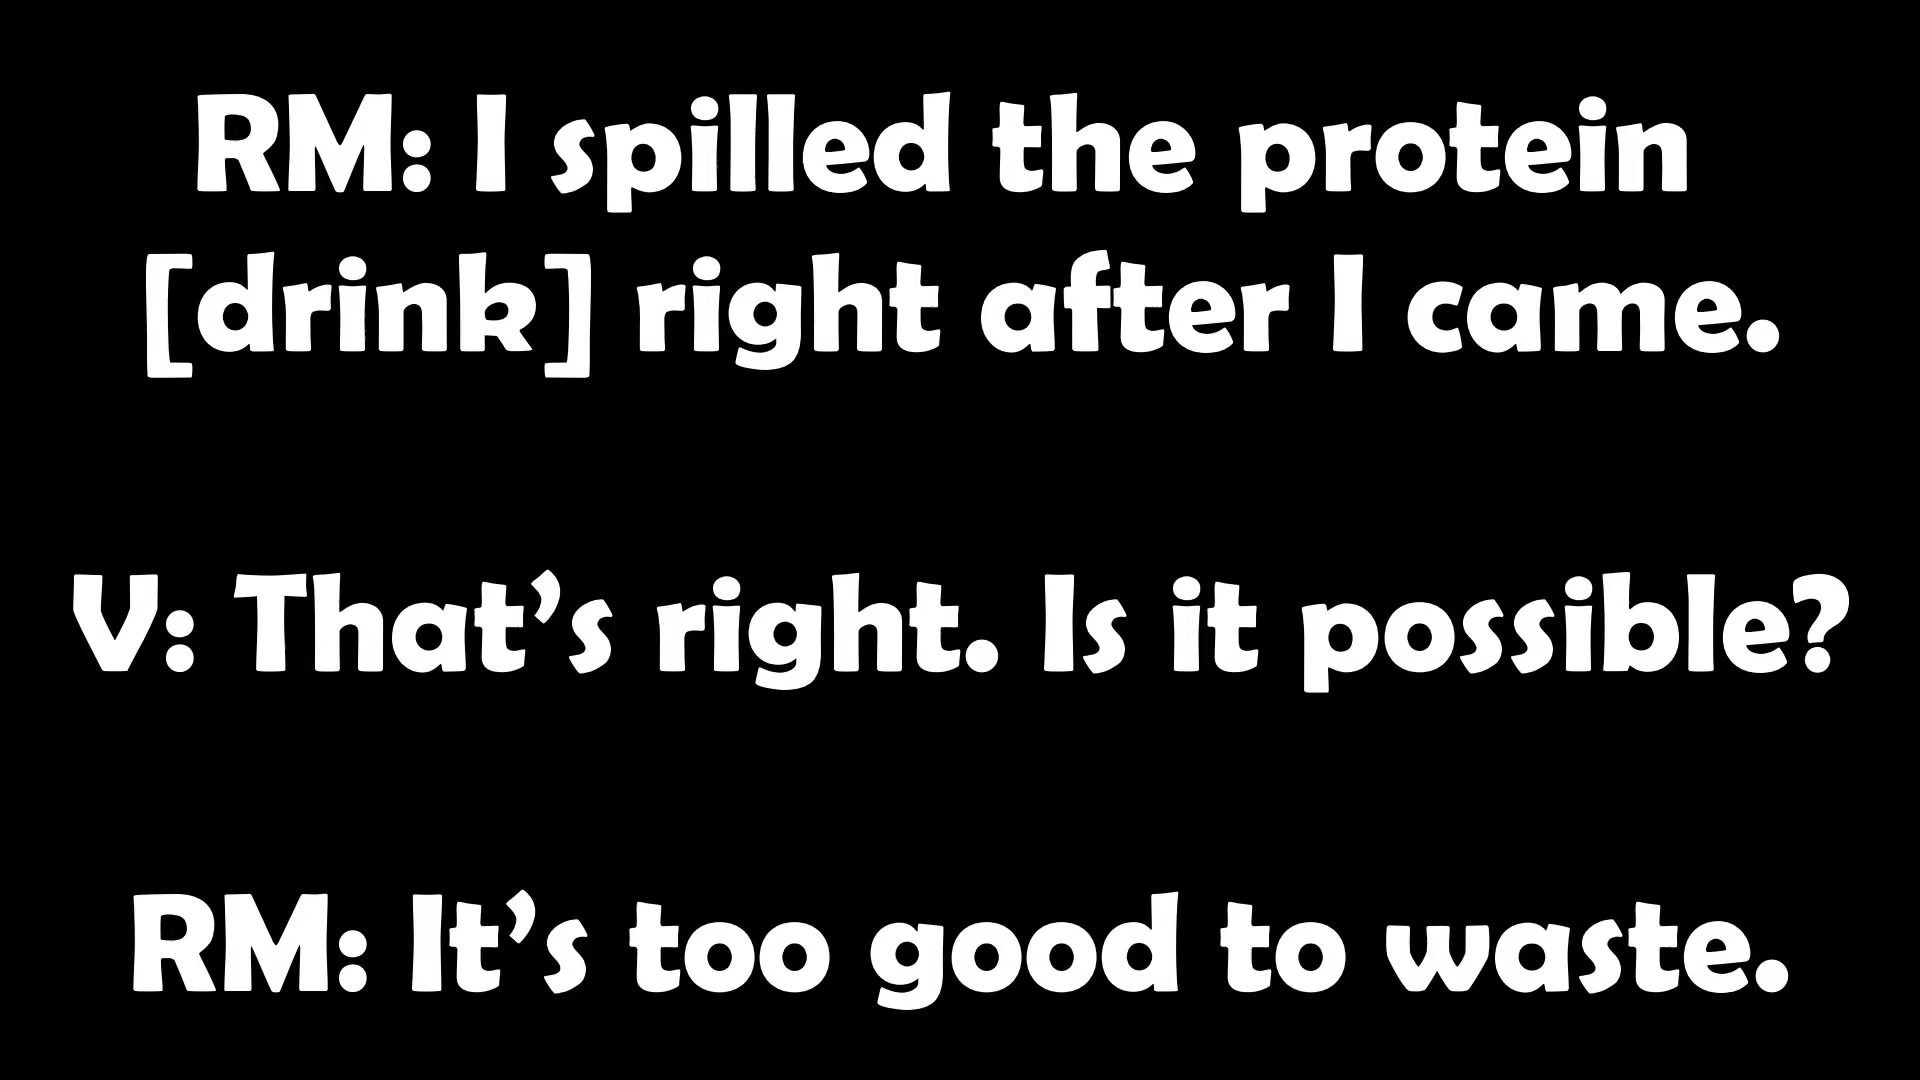 RM: I spilled the protein
[drink] right after I came.
V: That’s right. Is it possible?
RM: It’s too good to waste.